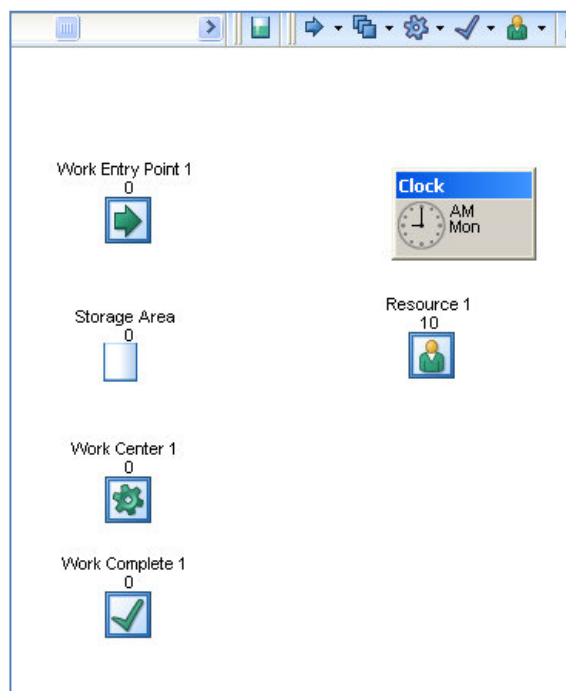 Work Entry Point 1
0
Clock
AM
Mon
Storage Area
0
Resource 1
10
Work Center 1
0
Work Complete 1
0